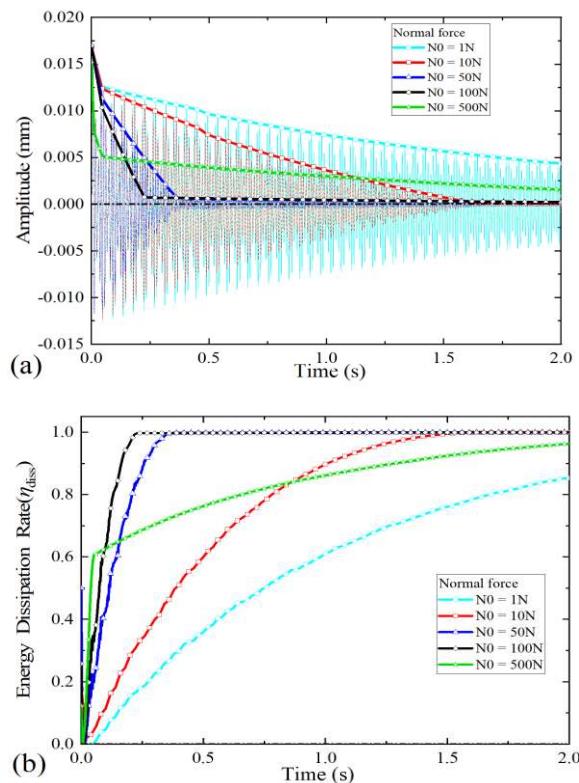 0.020
0.015
0.010
0.005
0.000
-0.005
-0.010
-0.015
Amplitude (mm)
Normal force
N0 = 1N
N0 = 10N
N0 = 50N
N0 = 100N
N0 = 500N
0.0 0.5 1.0 1.5 2.0
Time (s)
(a)
1.0
0.8
0.6
0.4
0.2
0.0
Energy Dissipation Rate(ηdiss)
Normal force
N0 = 1N
N0 = 10N
N0 = 50N
N0 = 100N
N0 = 500N
0.0 0.5 1.0 1.5 2.0
Time (s)
(b)